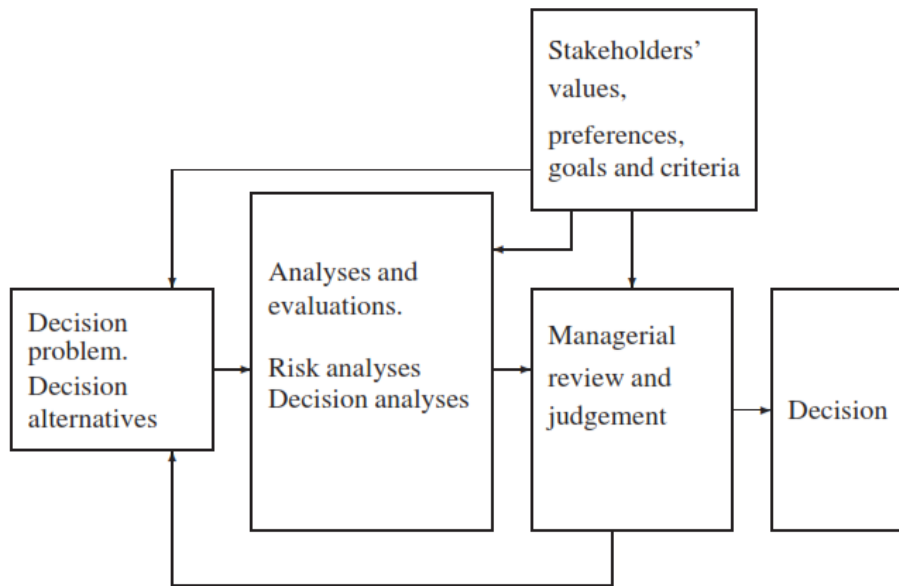 Stakeholders’
values,
preferences,
goals and criteria
Decision
problem.
Decision
alternatives
Analyses and
evaluations.
Risk analyses
Decision analyses
Managerial
review and
judgement
Decision